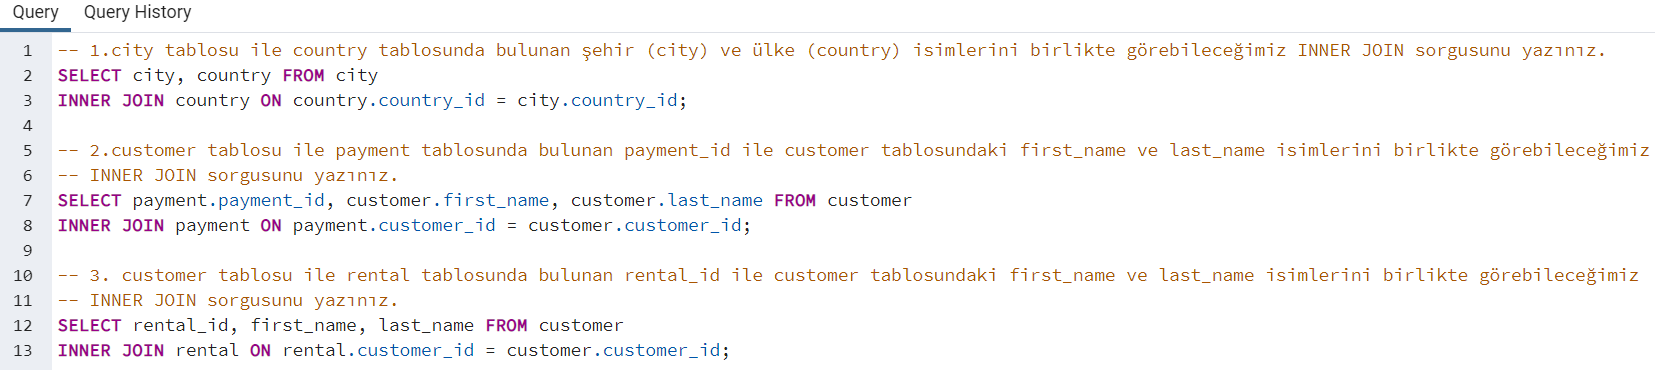 Query Query History
1 -- 1.city tablosu ile country tablosunda bulunan şehir (city) ve ülke (country) isimlerini birlikte görebileceğimiz INNER JOIN sorgusunu yazınız.
2 SELECT city, country FROM city
3 INNER JOIN country ON country.country_id = city.country_id;
4
5 -- 2.customer tablosu ile payment tablosunda bulunan payment_id ile customer tablosundaki first_name ve last_name isimlerini birlikte görebileceğimiz
6 -- INNER JOIN sorgusunu yazınız.
7 SELECT payment.payment_id, customer.first_name, customer.last_name FROM customer
8 INNER JOIN payment ON payment.customer_id = customer.customer_id;
9
10 -- 3. customer tablosu ile rental tablosunda bulunan rental_id ile customer tablosundaki first_name ve last_name isimlerini birlikte görebileceğimiz
11 -- INNER JOIN sorgusunu yazınız.
12 SELECT rental_id, first_name, last_name FROM customer
13 INNER JOIN rental ON rental.customer_id = customer.customer_id;